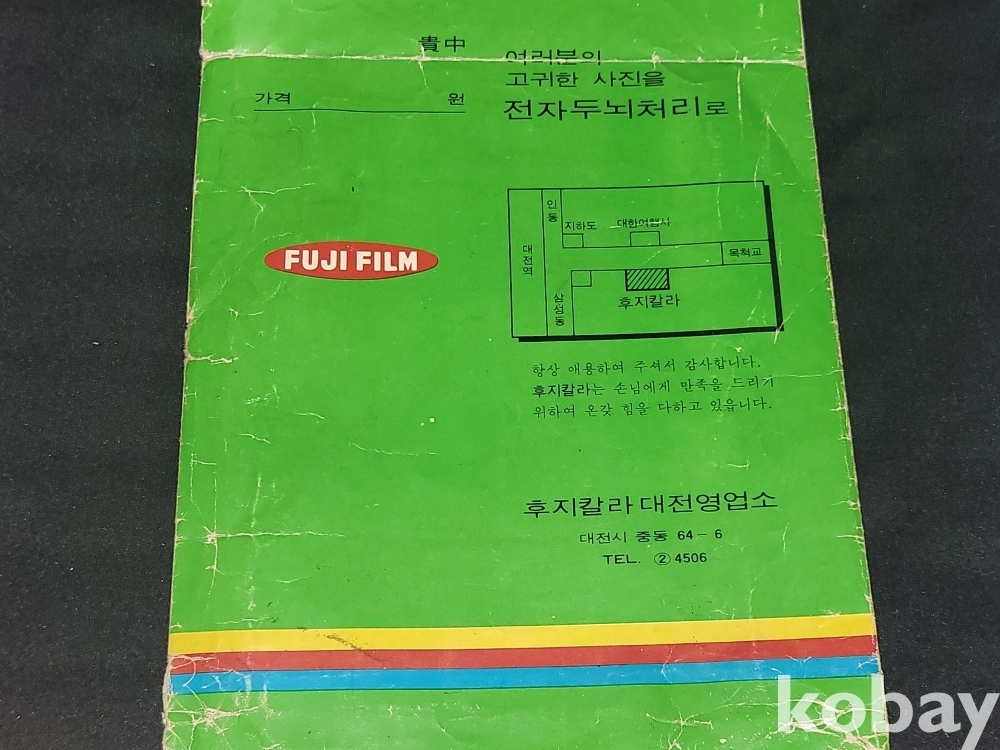 貴中
가격 원
여러분의
고귀한 사진을
전자두뇌처리로
FUJI FILM
인동
지하도
대한여행사
대전역
목척교
삼성동
후지칼라
항상 애용하여 주셔서 감사합니다.
후지칼라는 손님에게 만족을 드리기
위하여 온갖 힘을 다하고 있읍니다.
후지칼라 대전영업소
대전시 중동 64-6
TEL. ②4506
kobay